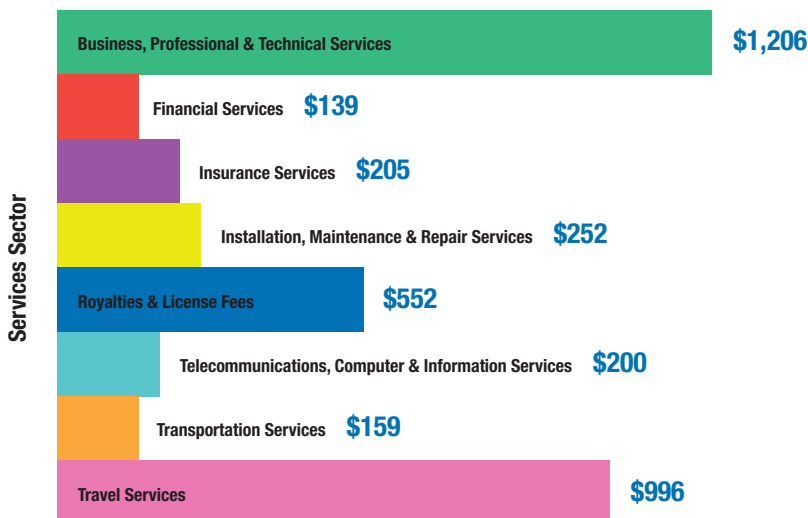 Services Sector
Business, Professional & Technical Services $1,206
Financial Services $139
Insurance Services $205
Installation, Maintenance & Repair Services $252
Royalties & License Fees $552
Telecommunications, Computer & Information Services $200
Transportation Services $159
Travel Services $996